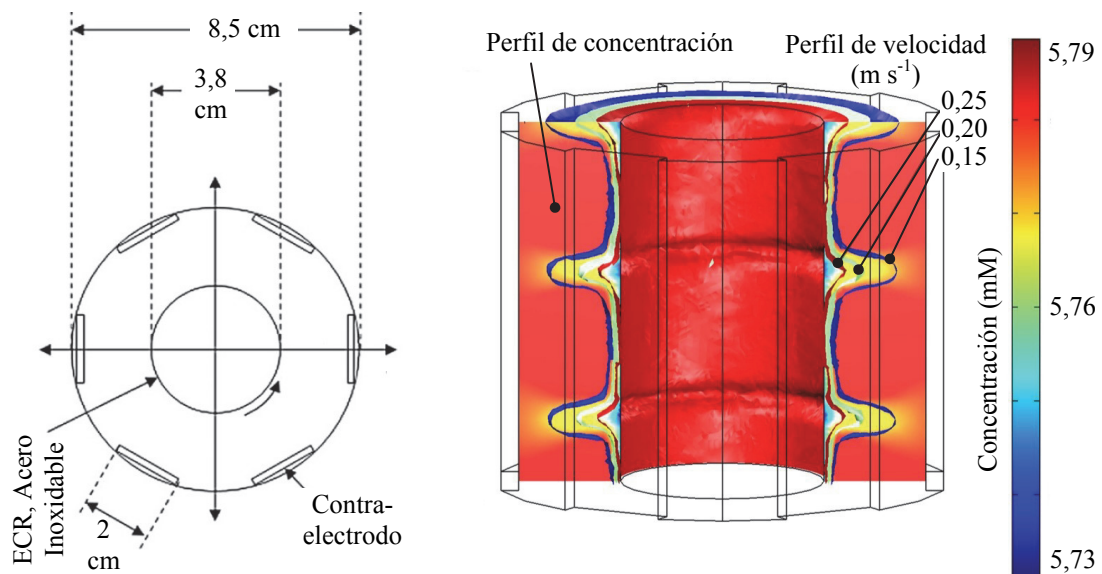 8,5 cm
3,8
cm
ECR, Acero
Inoxidable
2
cm
Contra-
electrodo
Perfil de concentración
Perfil de velocidad
(m s⁻¹)
0,25
0,20
0,15
Concentración (mM)
5,79
5,76
5,73